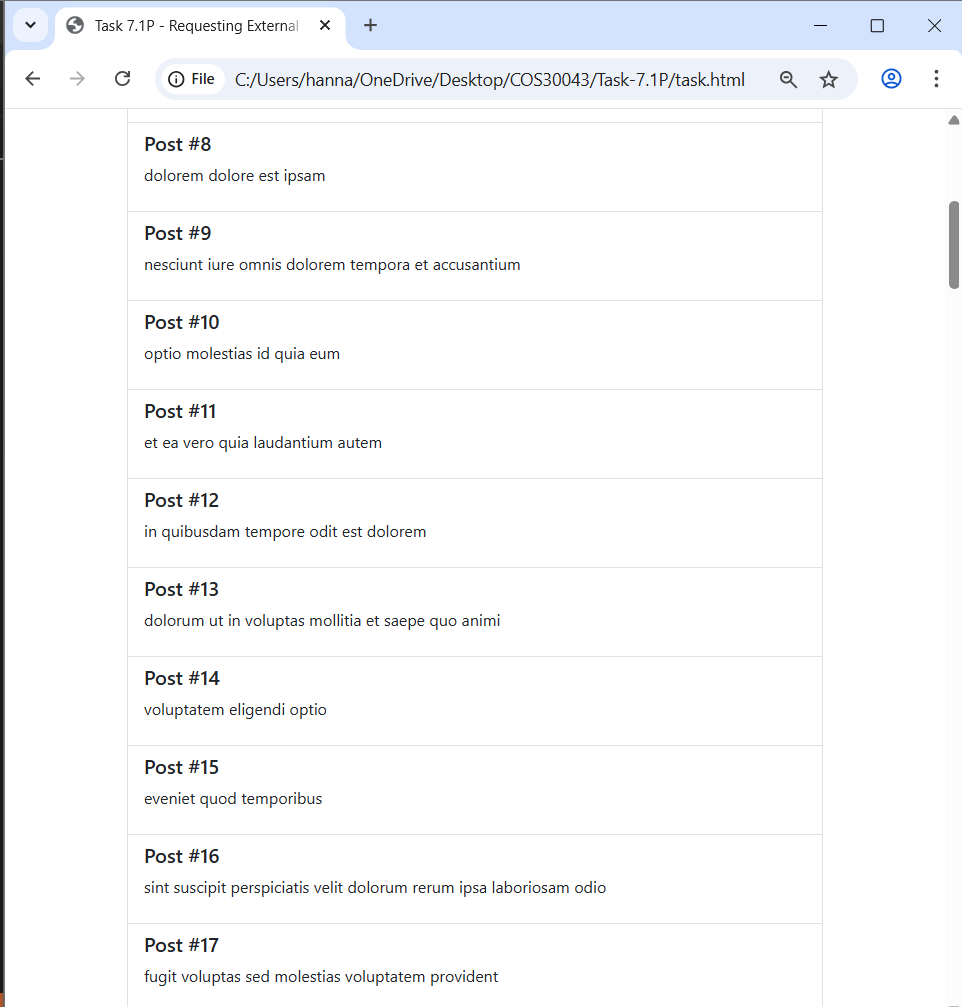 Task 7.1P - Requesting External
File
C:/Users/hanna/OneDrive/Desktop/COS30043/Task-7.1P/task.html
Post #8
dolorem dolore est ipsam
Post #9
nesciunt iure omnis dolorem tempora et accusantium
Post #10
optio molestias id quia eum
Post #11
et ea vero quia laudantium autem
Post #12
in quibusdam tempore odit est dolorem
Post #13
dolorum ut in voluptas mollitia et saepe quo animi
Post #14
voluptatem eligendi optio
Post #15
eveniet quod temporibus
Post #16
sint suscipit perspiciatis velit dolorum rerum ipsa laboriosam odio
Post #17
fugit voluptas sed molestias voluptatem provident